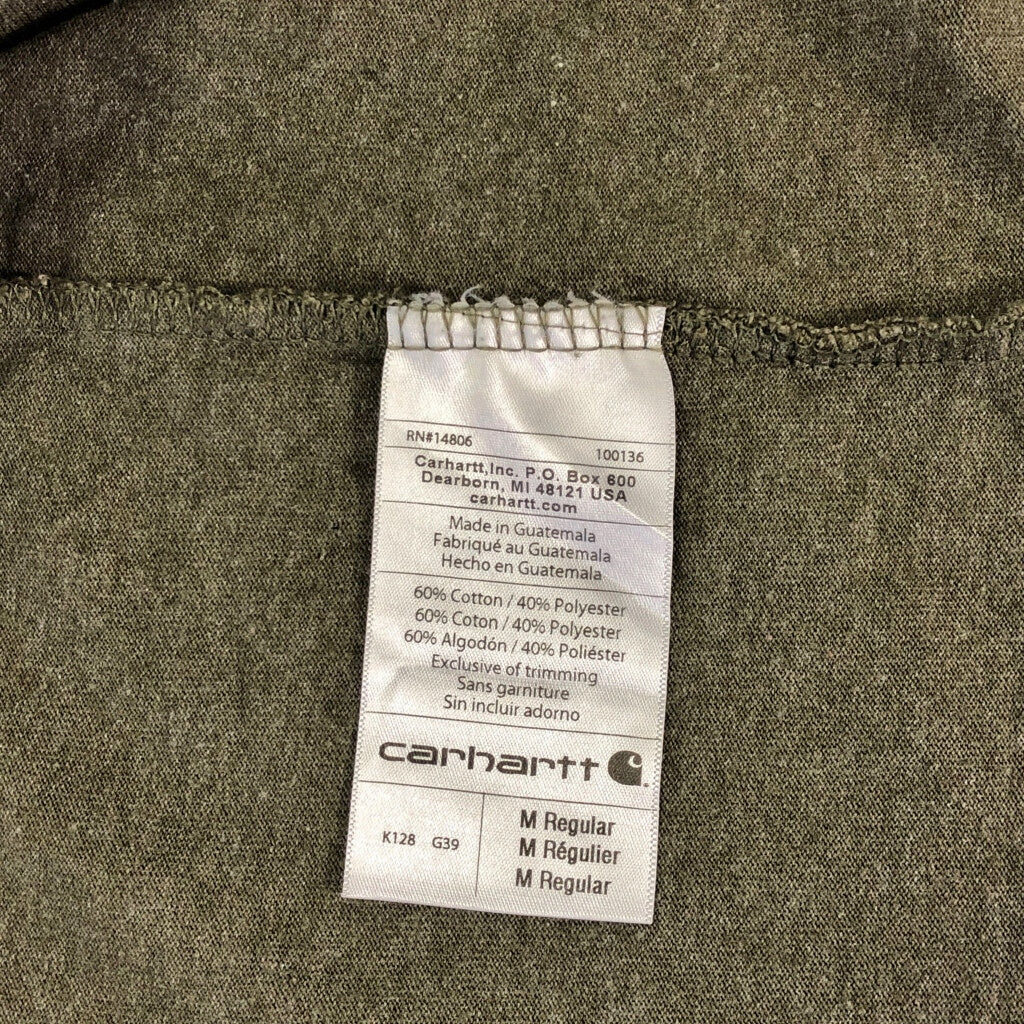 RN#14806 100136
Carhartt,Inc. P.O. Box 600
Dearborn, MI 48121 USA
carhartt.com
Made in Guatemala
Fabriqué au Guatemala
Hecho en Guatemala
60% Cotton / 40% Polyester
60% Coton / 40% Polyester
60% Algodón / 40% Poliéster
Exclusive of trimming
Sans garniture
Sin incluir adorno
carhartt
K128 G39
M Regular
M Régulier
M Regular